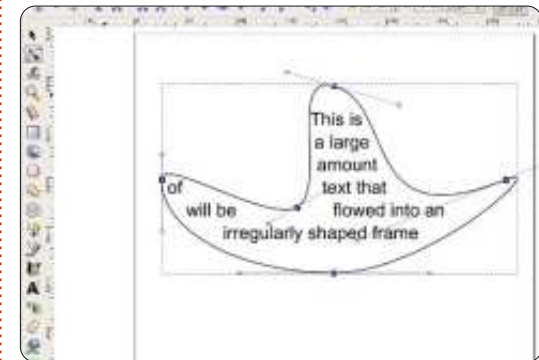 This is
a large
amount
of text that
will be flowed into an
irregularly shaped frame